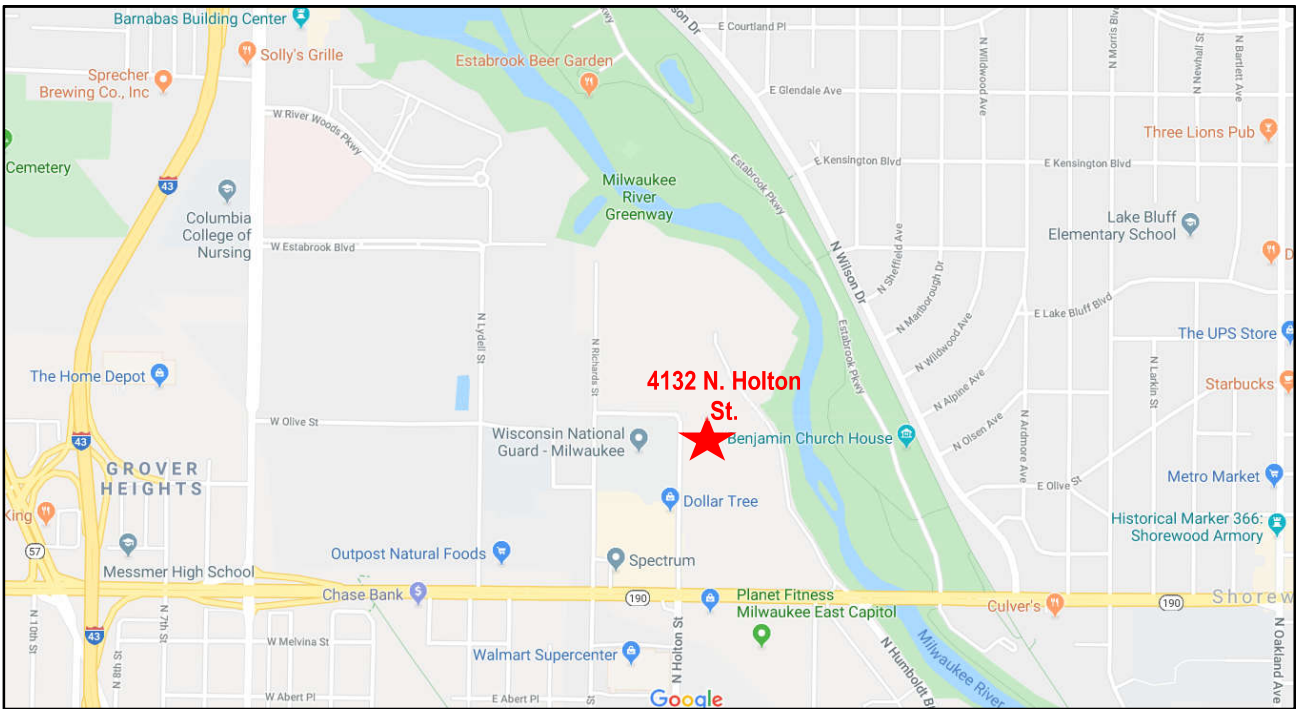 Barnabas Building Center
Solly's Grille
Sprecher
Brewing Co., Inc
Cemetery
43
W River Woods Pkwy
Columbia
College of
Nursing
W Estabrook Blvd
Estabrook Beer Garden
Milwaukee
River
Greenway
Estabrook Pkwy
Estabrook Pkwy
N Wilson Dr
E Courtland Pl
E Glendale Ave
E Kensington Blvd
E Kensington Blvd
N Wildwood Ave
N Newhall St
N Bartlett Ave
Three Lions Pub
Lake Bluff
Elementary School
N Sheffield Ave
N Marlborough Dr
N Wildwood Ave
N Alpine Ave
N Olsen Ave
N Ardmore Ave
E Lake Bluff Blvd
N Larkin St
The UPS Store
Starbucks
E Olive St
Metro Market
Historical Marker 366:
Shorewood Armory
N Lydell St
N Richards St
4132 N. Holton
St.
The Home Depot
43
W Olive St
Wisconsin National
Guard - Milwaukee
Benjamin Church House
GROVER
HEIGHTS
King
57
Messmer High School
Dollar Tree
Outpost Natural Foods
Spectrum
Chase Bank
190
Planet Fitness
Milwaukee East Capitol
Culver's
190
Shorew
43
N 10th St
N 8th St
N 7th St
W Melvina St
W Abert Pl
Walmart Supercenter
E Abert Pl
St
N Holton St
Google
N Humboldt B
Milwaukee River
N Oakland Ave